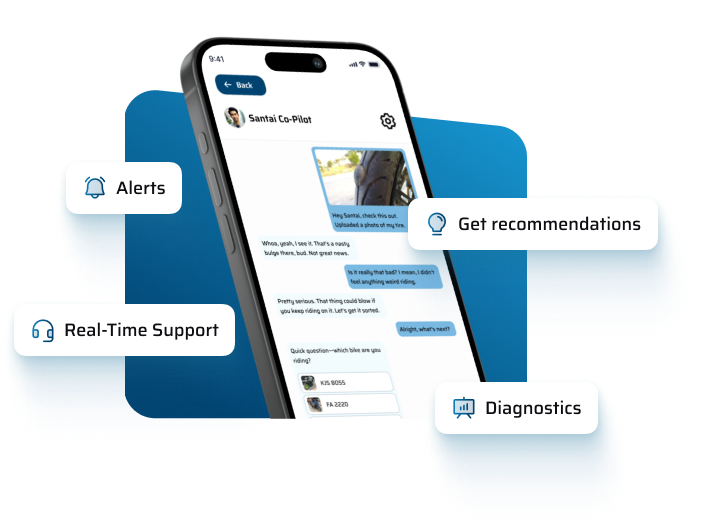 9:41
Back
Santai Co-Pilot
Hey Santai, check this out.
Uploaded a photo of my tire.
Alerts
Get recommendations
Whoa, yeah, I see it. That's a nasty
bulge there, bud. Not great news.
Is it really that bad? I mean, I didn't
feel anything weird riding.
Pretty serious. That thing could blow if
you keep riding on it. Let's get it sorted.
Real-Time Support
Alright, what's next?
Quick question—which bike are you
riding?
KJS 8055
FA 2220
Diagnostics